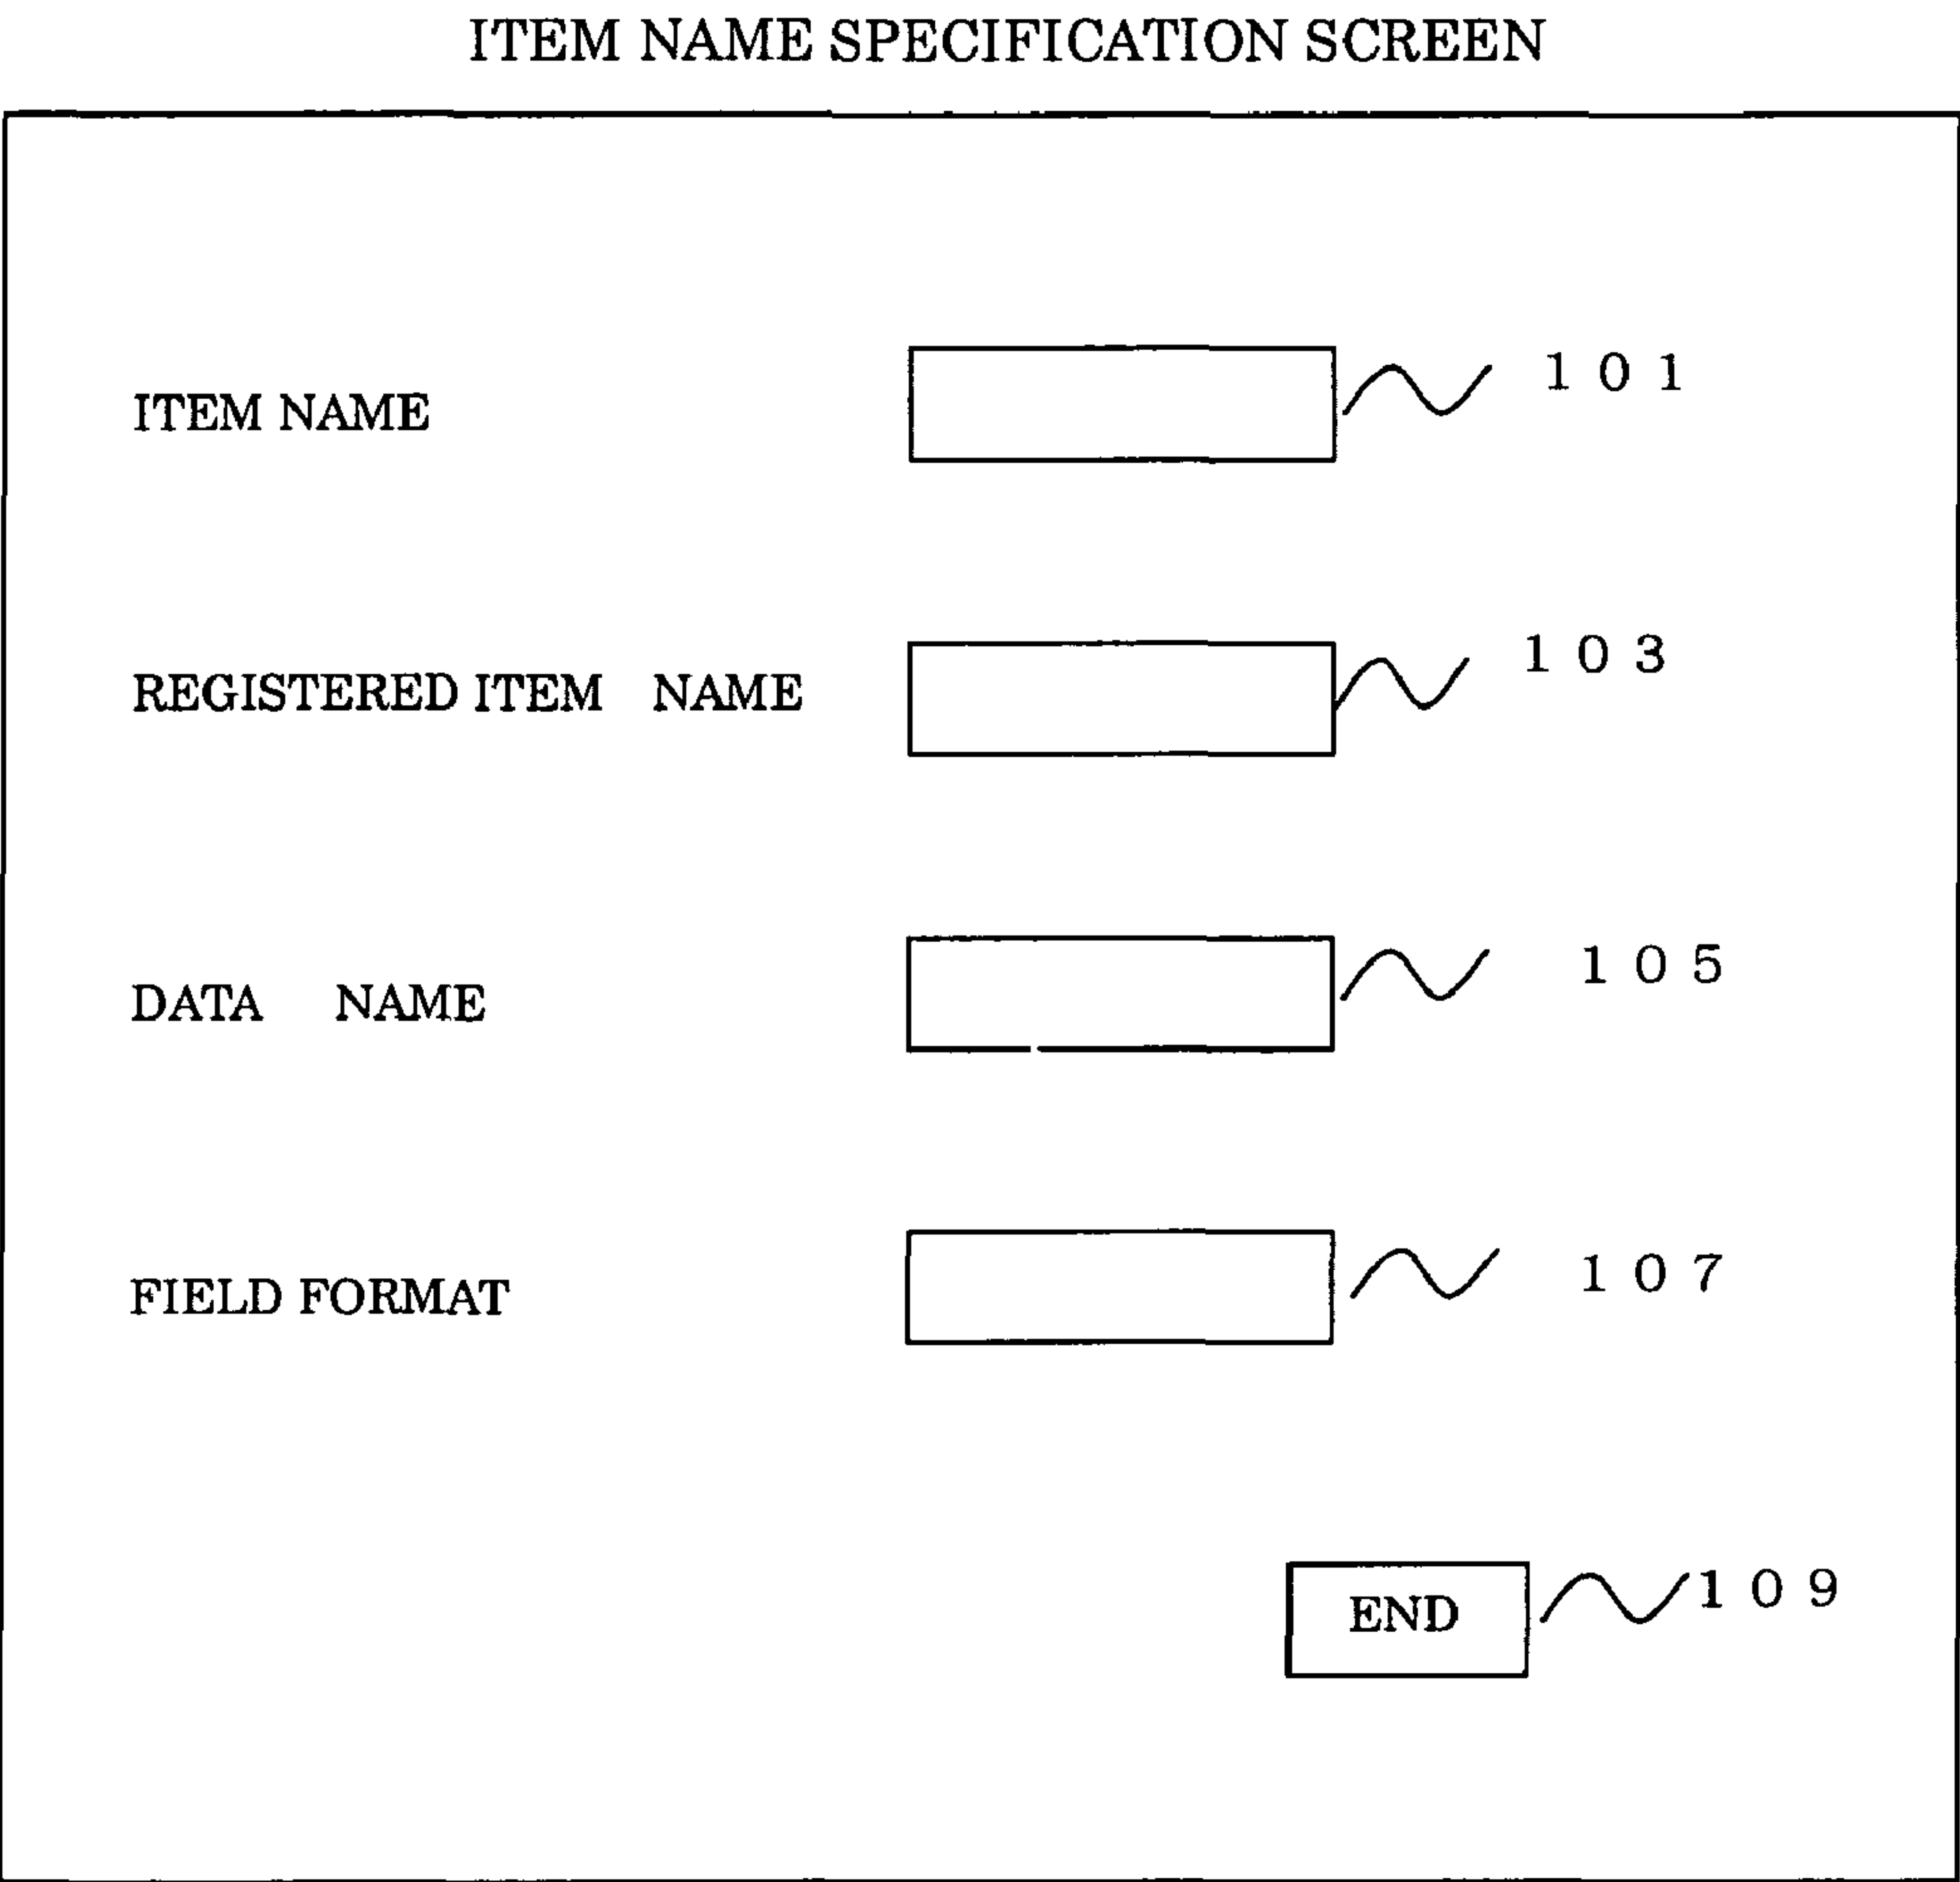 ITEM NAME SPECIFICATION SCREEN
ITEM NAME 101
REGISTERED ITEM NAME 103
DATA NAME 105
FIELD FORMAT 107
END 109